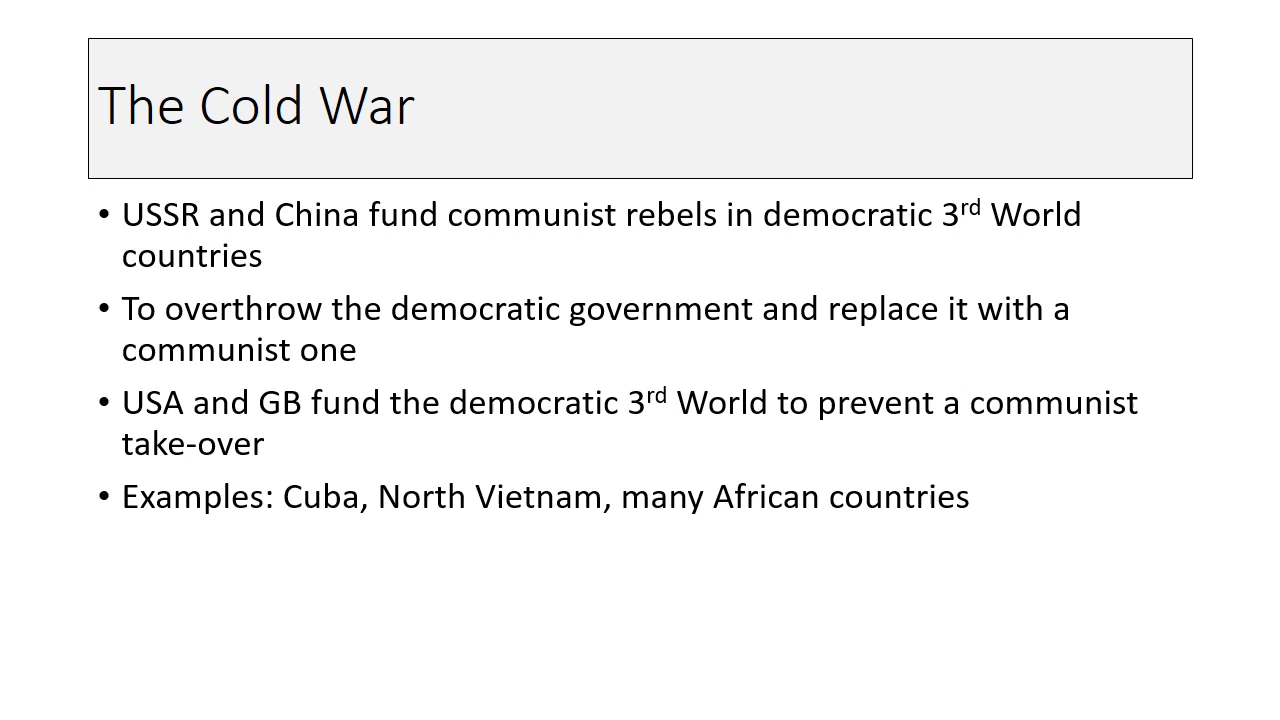 The Cold War
• USSR and China fund communist rebels in democratic 3rd World
countries
• To overthrow the democratic government and replace it with a
communist one
• USA and GB fund the democratic 3rd World to prevent a communist
take-over
• Examples: Cuba, North Vietnam, many African countries